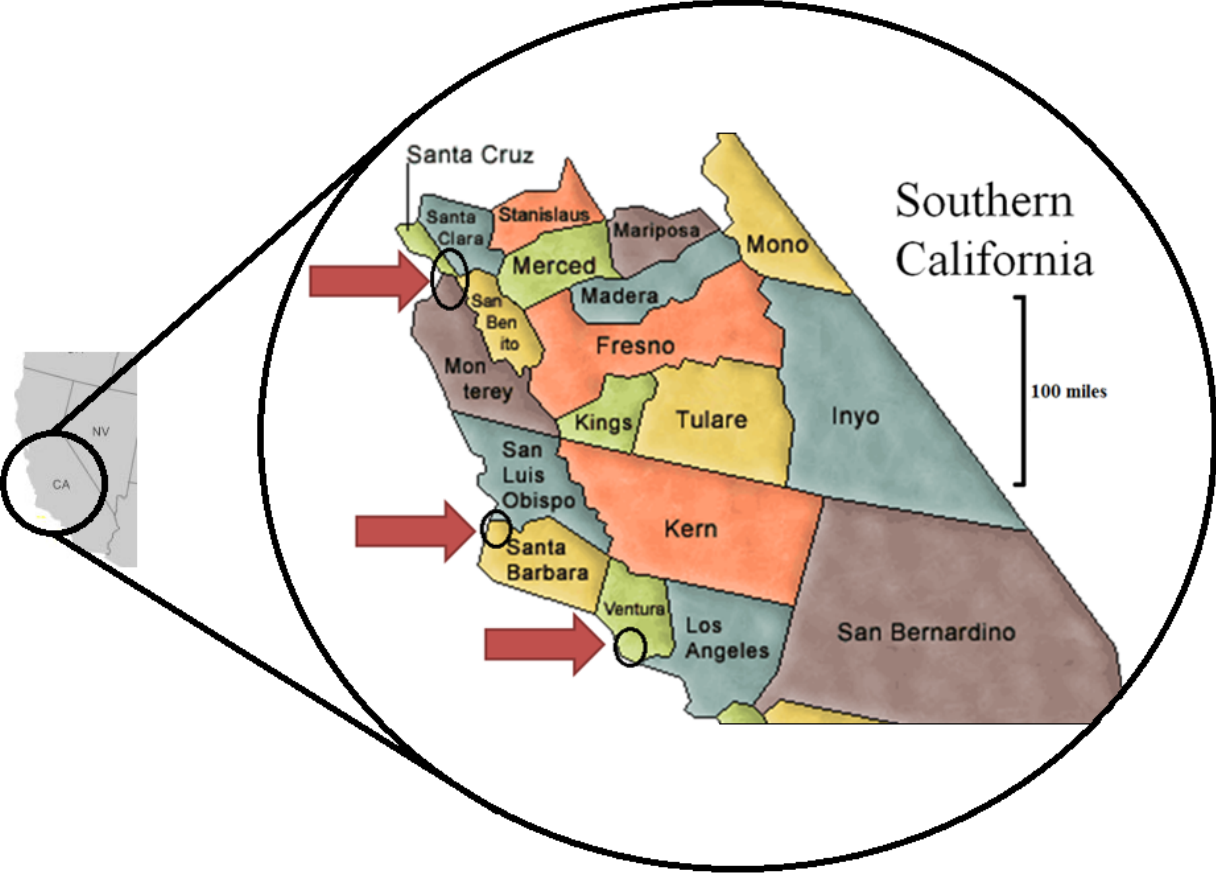 Santa Cruz
Santa
Clara
Stanislaus
Mariposa
Mono
Merced
Madera
San
Ben
ito
Fresno
Mon
terey
Kings
Tulare
Inyo
San
Luis
Obispo
Kern
Santa
Barbara
Ventura
Los
Angeles
San Bernardino
Southern
California
100 miles
NV
CA